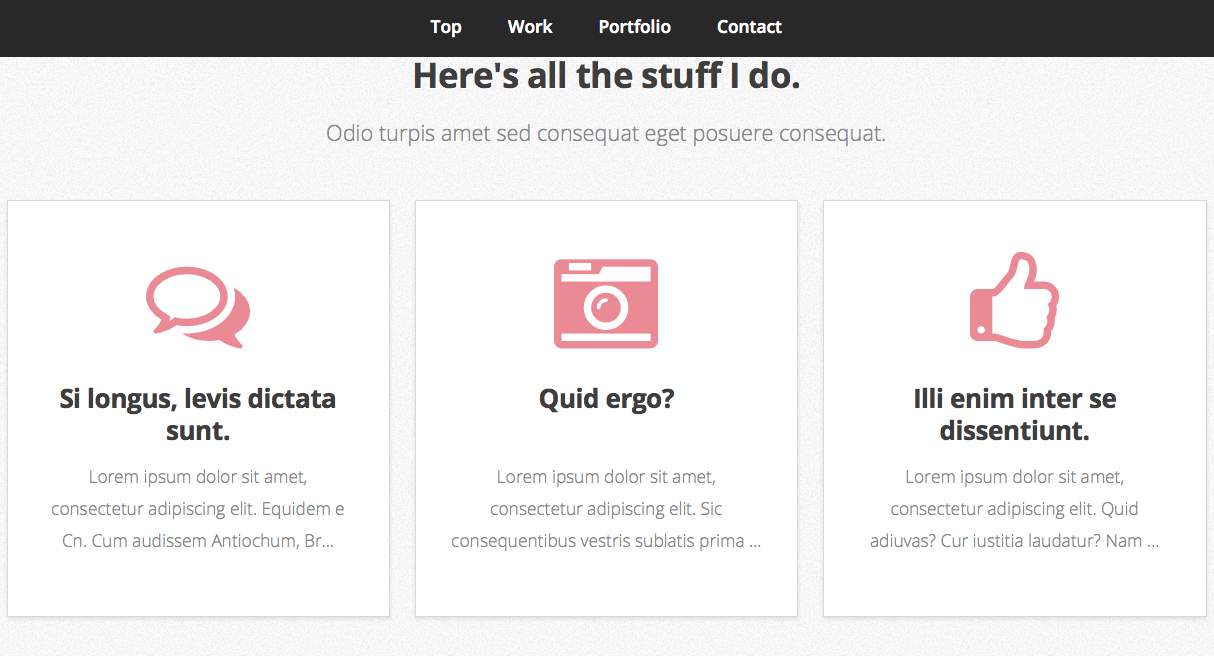 Top Work Portfolio Contact
Here's all the stuff I do.
Odio turpis amet sed consequat eget posuere consequat.
Si longus, levis dictata
sunt.
Lorem ipsum dolor sit amet,
consectetur adipiscing elit. Equidem e
Cn. Cum audissem Antiochum, Br...
Quid ergo?
Lorem ipsum dolor sit amet,
consectetur adipiscing elit. Sic
consequentibus vestris sublatis prima ...
Illi enim inter se
dissentiunt.
Lorem ipsum dolor sit amet,
consectetur adipiscing elit. Quid
adiuvas? Cur iustitia laudatur? Nam ...